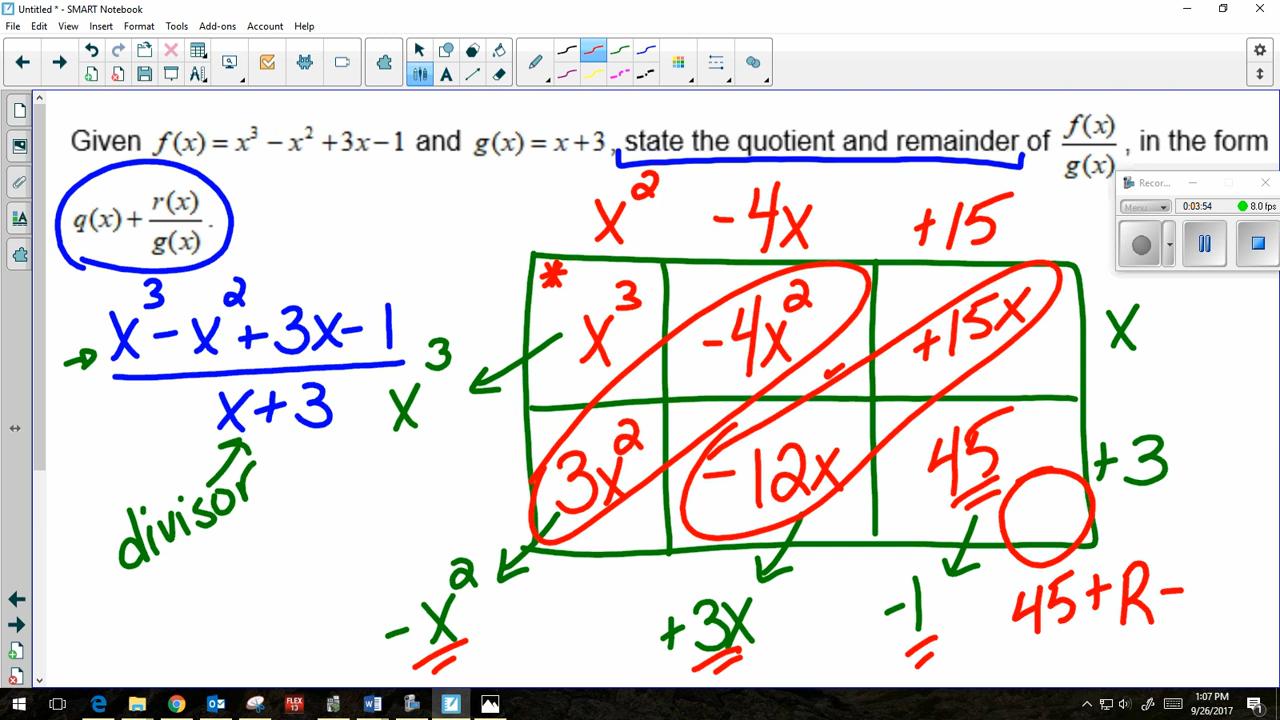 Untitled * - SMART Notebook
File Edit View Insert Format Tools Add-ons Account Help
Given f(x) = x³ − x² + 3x − 1 and g(x) = x + 3, state the quotient and remainder of f(x)/g(x), in the form
q(x) + r(x)/g(x).
Recor...
Menu
0:03:54 8.0 fps
x² -4x +15
* x³ -4x² +15x x
3x² -12x 45 +3
x³ - x² + 3x - 1
x + 3
x³
divisor
-x² +3x -1 45 + R -
FLEX
13
1:07 PM
9/26/2017